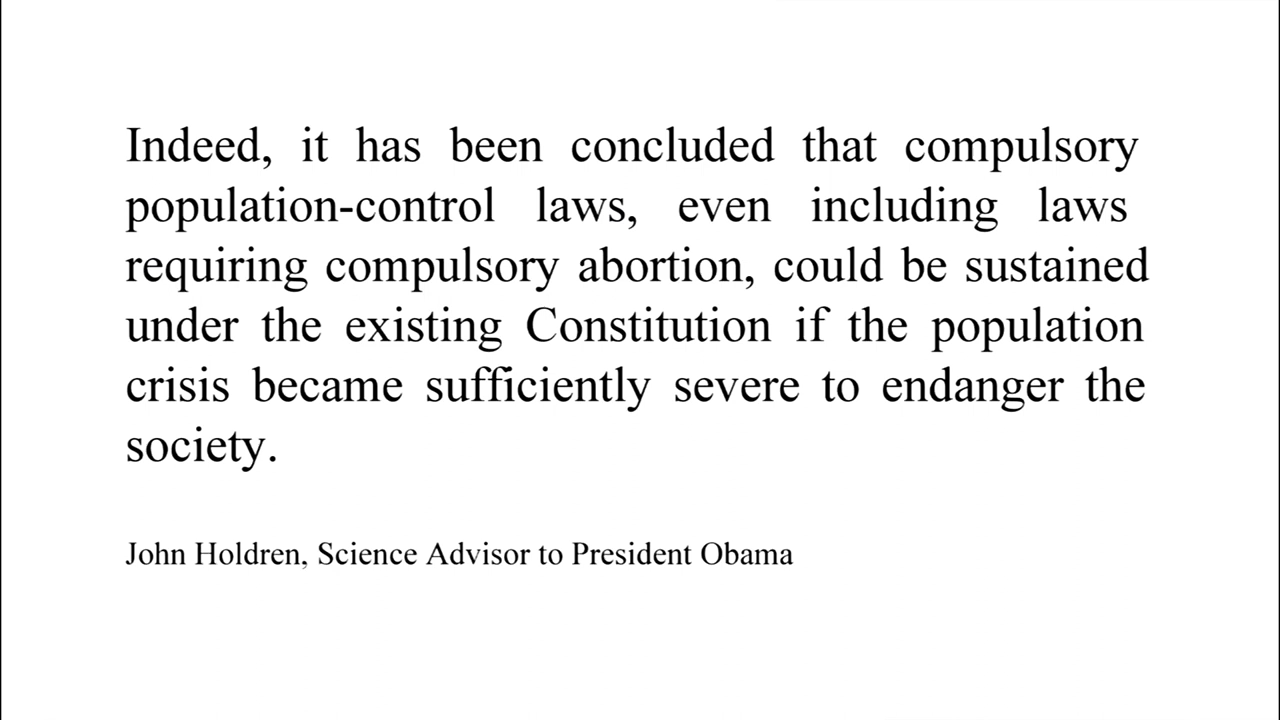 Indeed, it has been concluded that compulsory
population-control laws, even including laws
requiring compulsory abortion, could be sustained
under the existing Constitution if the population
crisis became sufficiently severe to endanger the
society.
John Holdren, Science Advisor to President Obama